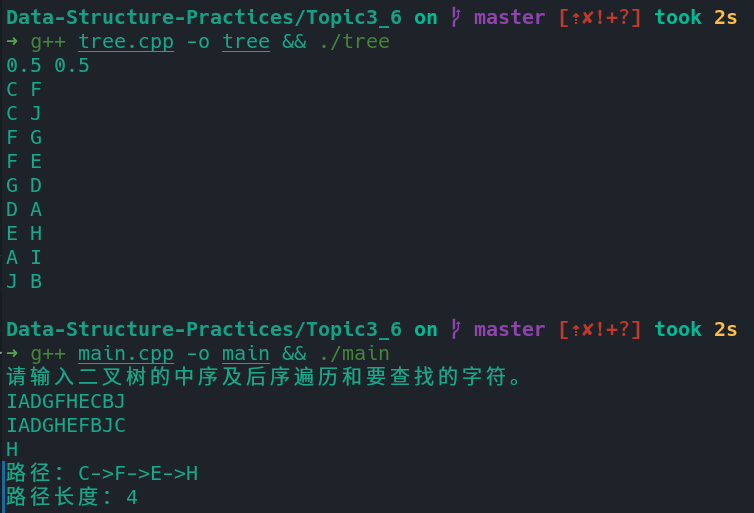 Data-Structure-Practices/Topic3_6 on ᚶ master [⇡✘!+?] took 2s
➜ g++ tree.cpp -o tree && ./tree
0.5 0.5
C F
C J
F G
F E
G D
D A
E H
A I
J B
Data-Structure-Practices/Topic3_6 on ᚶ master [⇡✘!+?] took 2s
➜ g++ main.cpp -o main && ./main
请输入二叉树的中序及后序遍历和要查找的字符。
IADGFHECBJ
IADGHEFBJC
H
路径: C->F->E->H
路径长度: 4